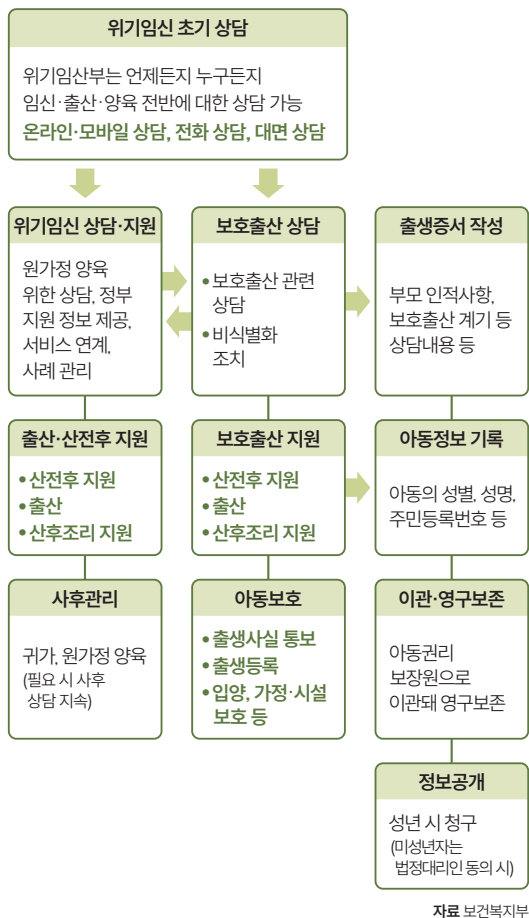 위기임신 초기 상담
위기임산부는 언제든지 누구든지
임신·출산·양육 전반에 대한 상담 가능
온라인·모바일 상담, 전화 상담, 대면 상담
위기임신 상담·지원
원가정 양육
위한 상담, 정부
지원 정보 제공,
서비스 연계,
사례 관리
보호출산 상담
• 보호출산 관련
상담
• 비식별화
조치
출생증서 작성
부모 인적사항,
보호출산 계기 등
상담내용 등
출산·산전후 지원
• 산전후 지원
• 출산
• 산후조리 지원
보호출산 지원
• 산전후 지원
• 출산
• 산후조리 지원
아동정보 기록
아동의 성별, 성명,
주민등록번호 등
사후관리
귀가, 원가정 양육
(필요 시 사후
상담 지속)
아동보호
• 출생사실 통보
• 출생등록
• 입양, 가정·시설
보호 등
이관·영구보존
아동권리
보장원으로
이관돼 영구보존
정보공개
성년 시 청구
(미성년자는
법정대리인 동의 시)
자료 보건복지부